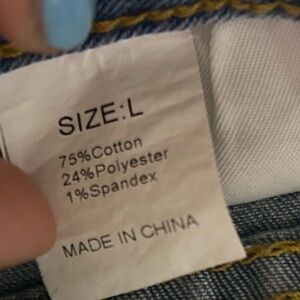 SIZE:L
75%Cotton
24%Polyester
1%Spandex
MADE IN CHINA